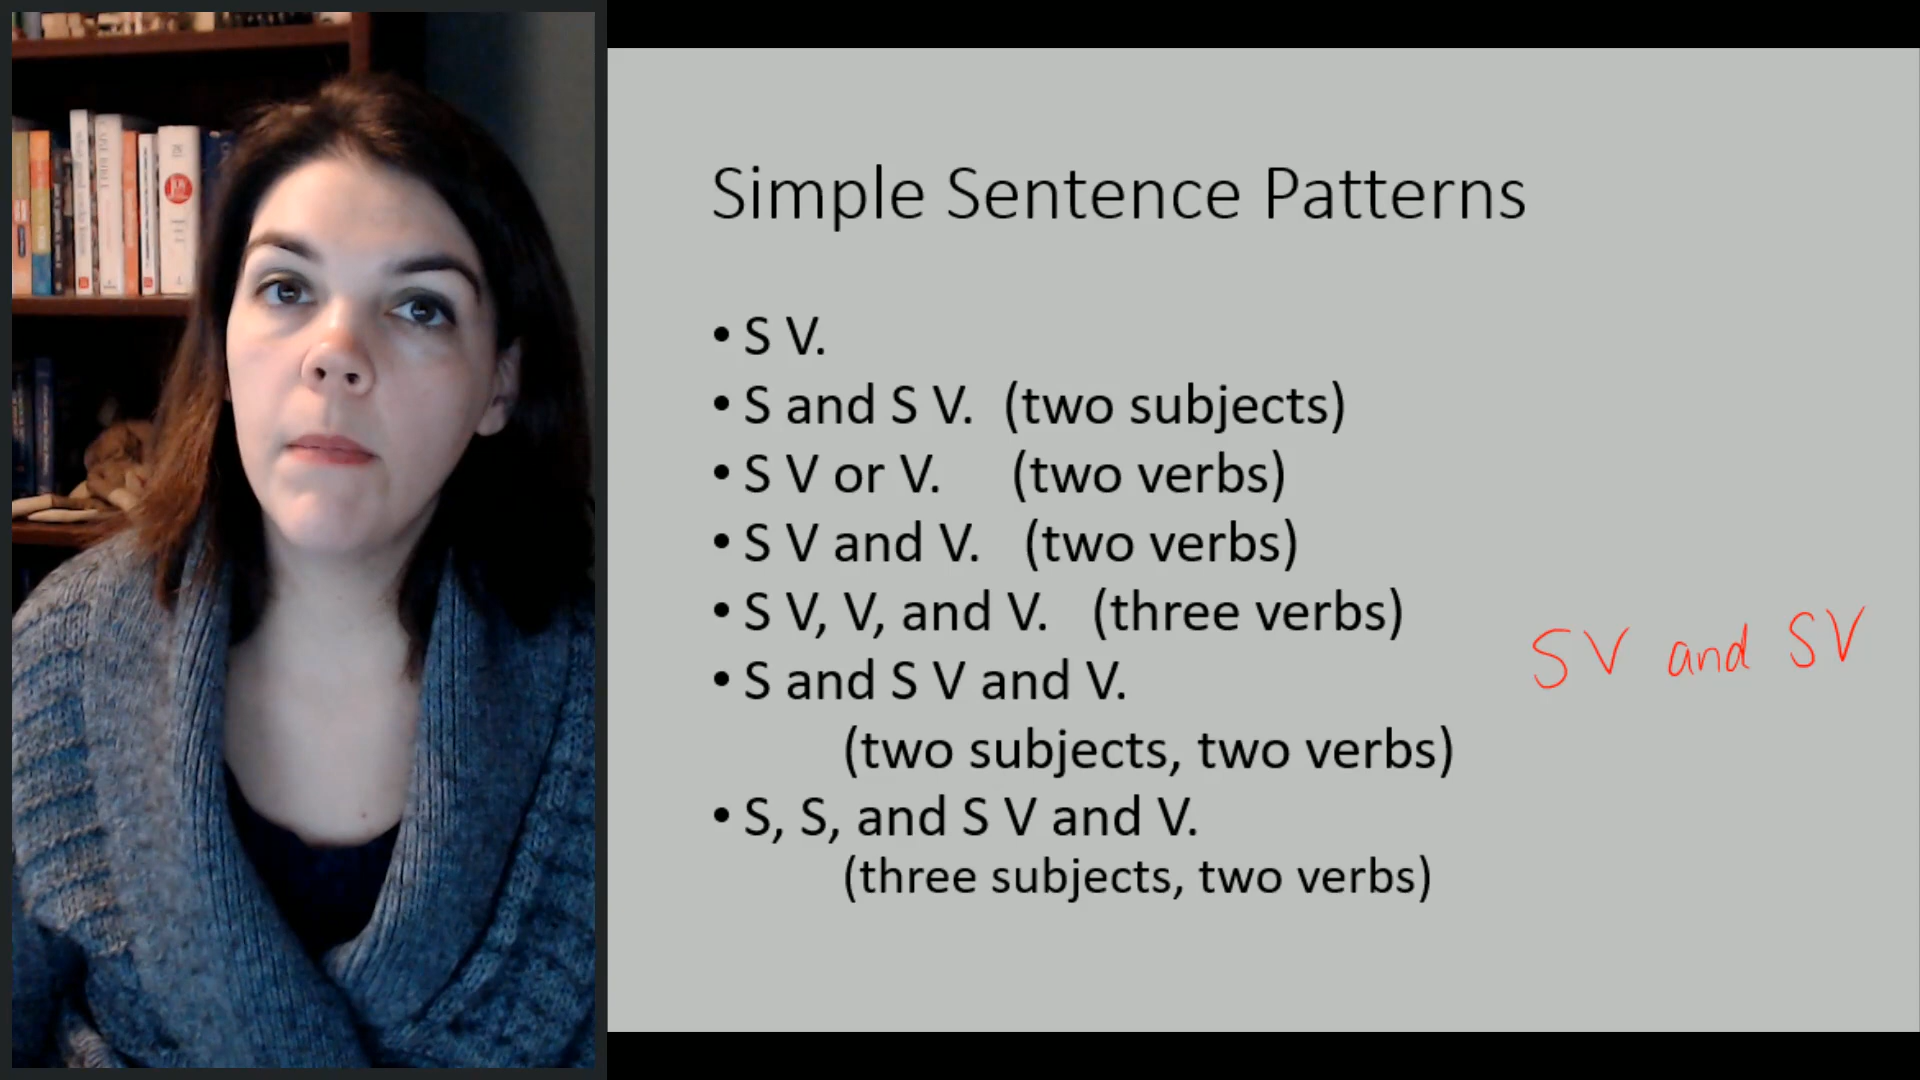 Simple Sentence Patterns
• S V.
• S and S V. (two subjects)
• S V or V. (two verbs)
• S V and V. (two verbs)
• S V, V, and V. (three verbs)
SV and SV
• S and S V and V.
(two subjects, two verbs)
• S, S, and S V and V.
(three subjects, two verbs)